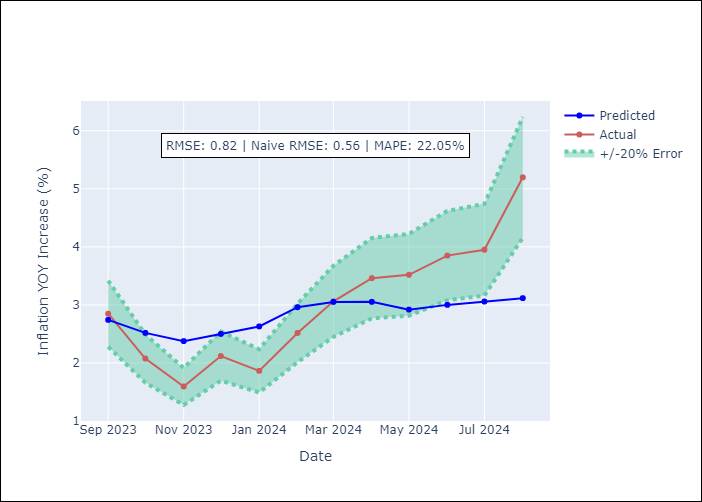 RMSE: 0.82 | Naive RMSE: 0.56 | MAPE: 22.05%
Predicted
Actual
+/-20% Error
Inflation YOY Increase (%)
6
5
4
3
2
1
Sep 2023 Nov 2023 Jan 2024 Mar 2024 May 2024 Jul 2024
Date